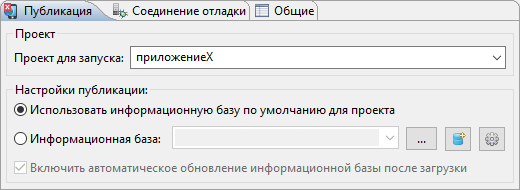 Публикация Соединение отладки Общие
Проект
Проект для запуска: приложениеX
Настройки публикации:
Использовать информационную базу по умолчанию для проекта
Информационная база: ...
Включить автоматическое обновление информационной базы после загрузки